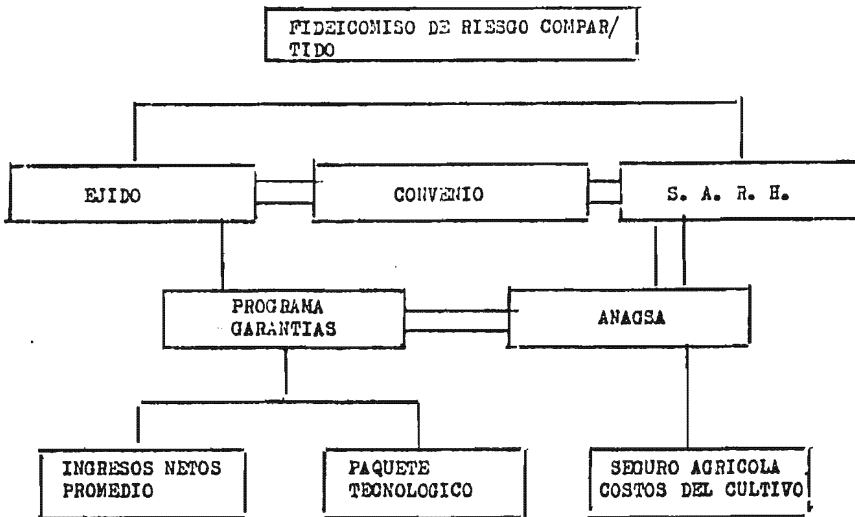 FIDEICOMISO DE RIESGO COMPAR/
TIDO
EJIDO
CONVENIO
S. A. R. H.
PROGRAMA
GARANTIAS
ANAGSA
INGRESOS NETOS
PROMEDIO
PAQUETE
TECNOLOGICO
SEGURO AGRICOLA
COSTOS DEL CULTIVO